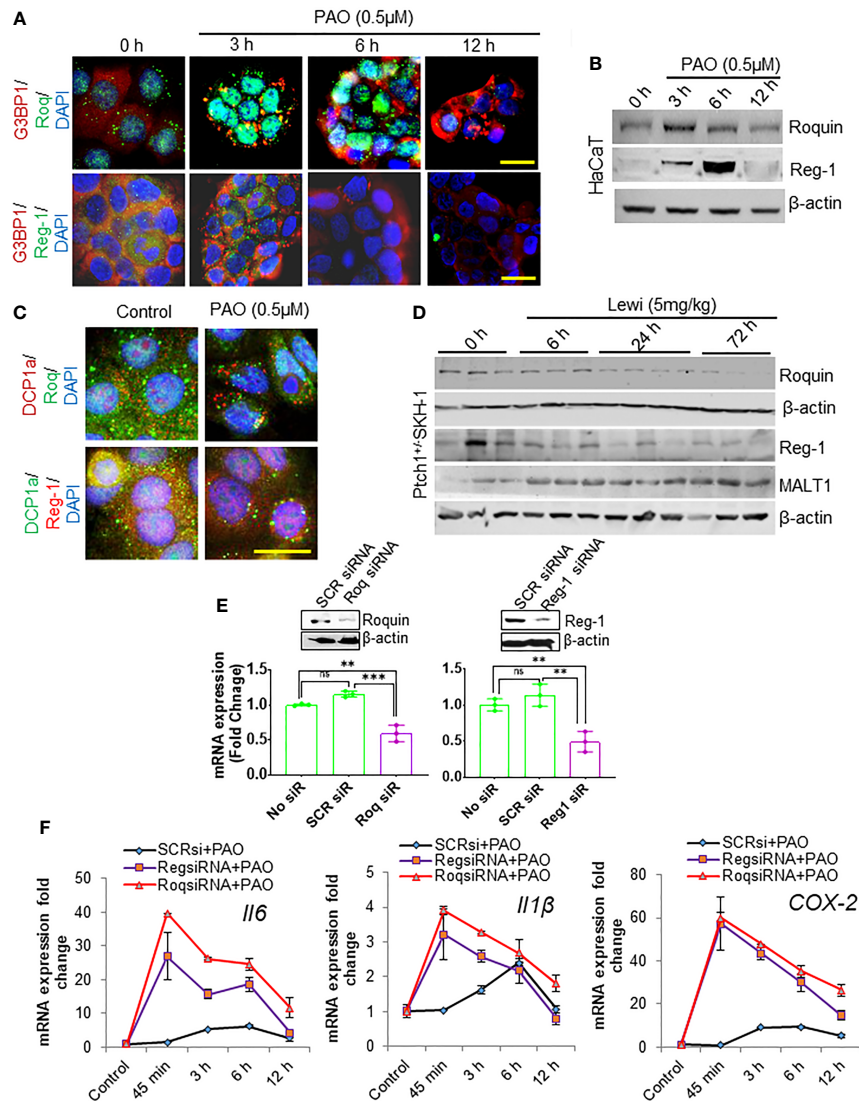 A
PAO (0.5µM)
0 h
3 h
6 h
12 h
G3BP1/
Roq/
DAPI
G3BP1/
Reg-1/
DAPI
B
PAO (0.5µM)
0 h
3 h
6 h
12 h
HaCaT
Roquin
Reg-1
β-actin
C
Control
PAO (0.5µM)
DCP1a/
Roq/
DAPI
DCP1a/
Reg-1/
DAPI
D
Lewi (5mg/kg)
0 h
6 h
24 h
72 h
Ptch1+/-SKH-1
Roquin
β-actin
Reg-1
MALT1
β-actin
E
SCR siRNA
Roq siRNA
Roquin
β-actin
mRNA expression
(Fold Chnage)
1.5
1.0
0.5
0.0
**
ns
***
No siR
SCR siR
Roq siR
SCR siRNA
Reg-1 siRNA
Reg-1
β-actin
1.5
1.0
0.5
0.0
**
ns
**
No siR
SCR siR
Reg1 siR
F
SCRsi+PAO
RegsiRNA+PAO
RoqsiRNA+PAO
Il6
mRNA expression fold
change
50
40
30
20
10
0
Control
45 min
3 h
6 h
12 h
SCRsi+PAO
RegsiRNA+PAO
RoqsiRNA+PAO
Il1β
mRNA expression fold
change
5
4
3
2
1
0
Control
45 min
3 h
6 h
12 h
SCRsi+PAO
RegsiRNA+PAO
RoqsiRNA+PAO
COX-2
mRNA expression fold
change
80
60
40
20
0
Control
45 min
3 h
6 h
12 h